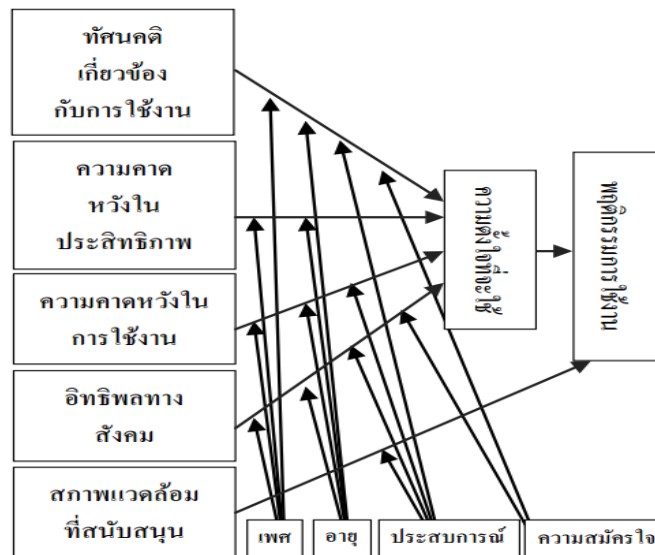 ทัศนคติ
เกี่ยวข้อง
กับการใช้งาน
ความคาด
หวังใน
ประสิทธิภาพ
ความคาดหวังใน
การใช้งาน
อิทธิพลทาง
สังคม
สภาพแวดล้อม
ที่สนับสนุน
ความตั้งใจที่จะใช้
พฤติกรรมการใช้งาน
เพศ
อายุ
ประสบการณ์
ความสมัครใจ